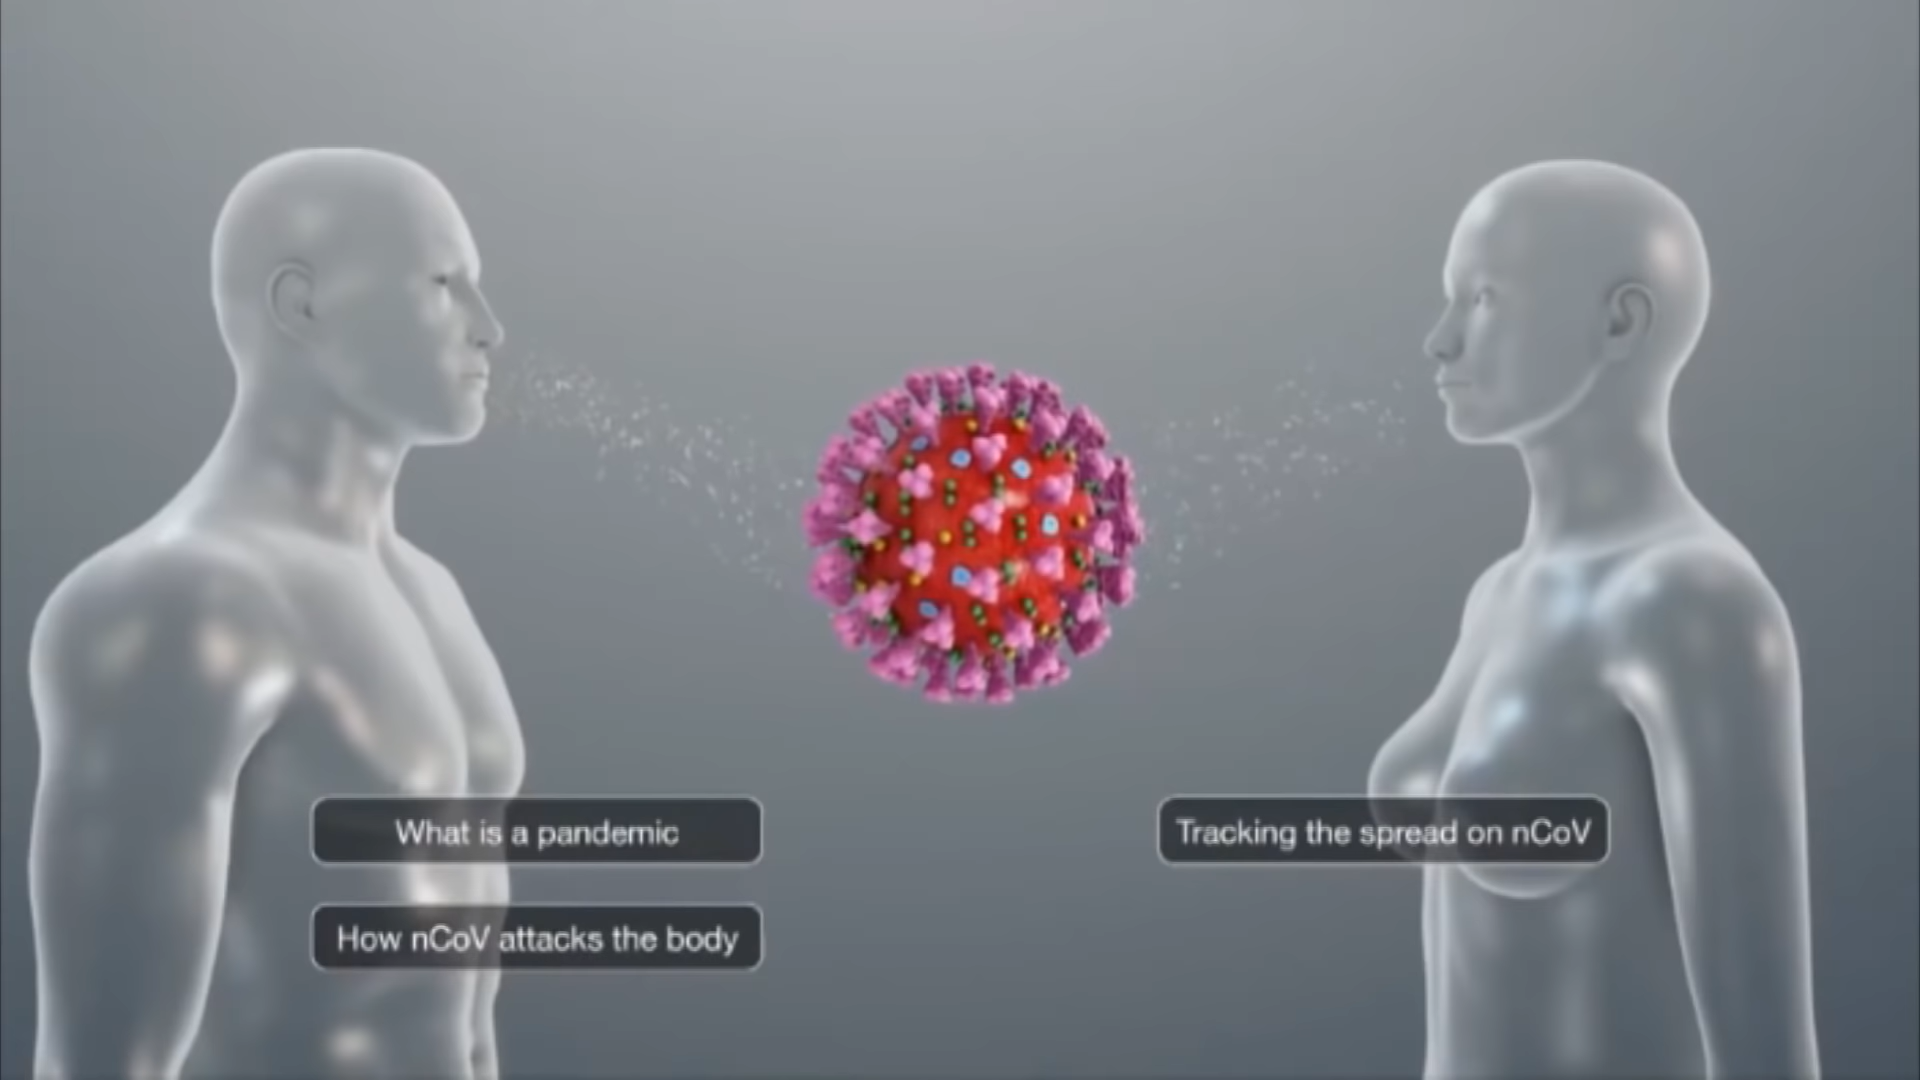 What is a pandemic
Tracking the spread on nCoV
How nCoV attacks the body